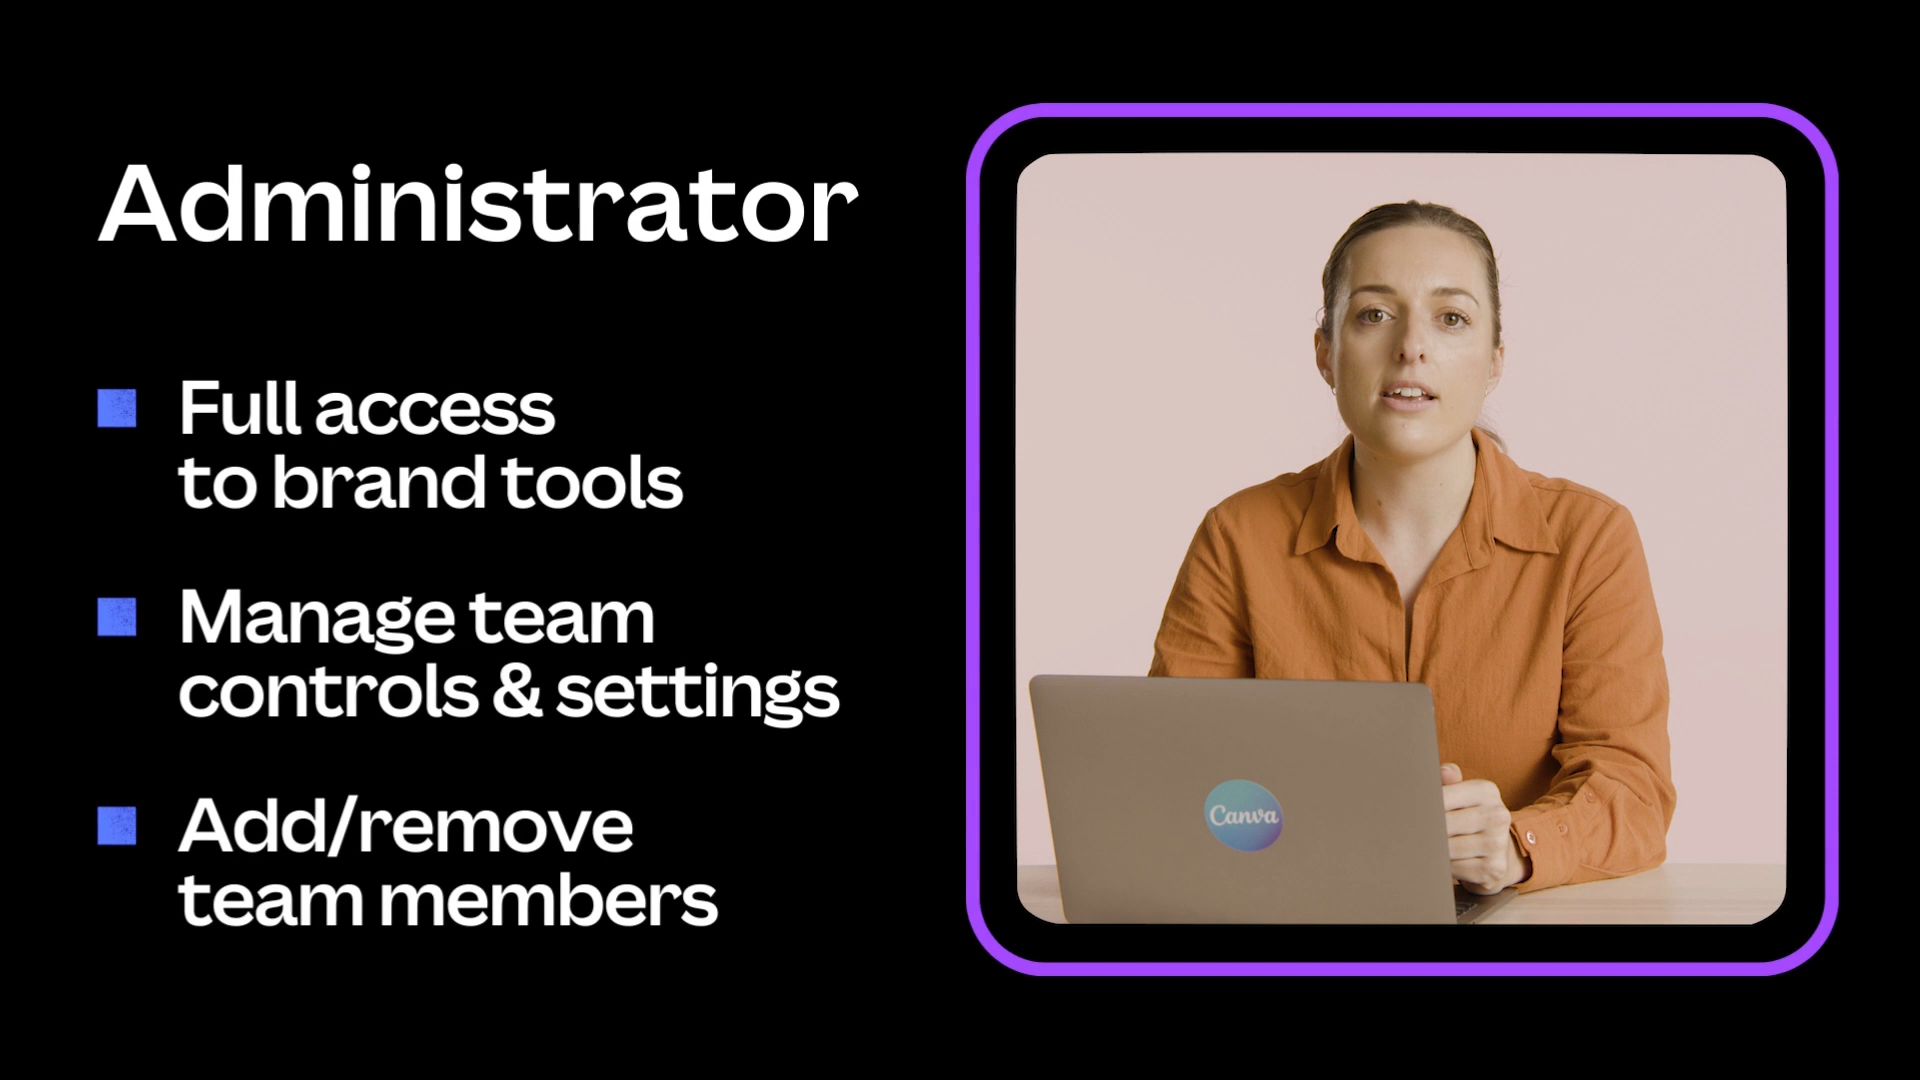 Administrator
Full access
to brand tools
Manage team
controls & settings
Add/remove
team members
Canva